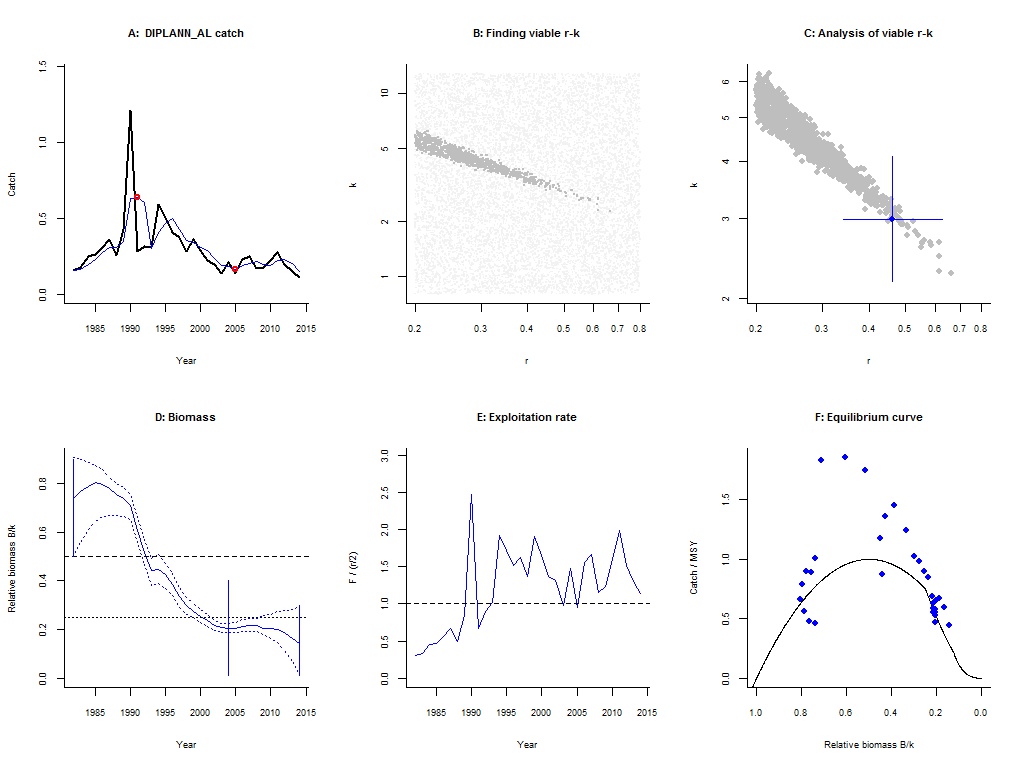 A: DIPLANN_AL catch
Catch
0.0 0.5 1.0 1.5
1985 1990 1995 2000 2005 2010 2015
Year
B: Finding viable r-k
k
1 2 5 10
0.2 0.3 0.4 0.5 0.6 0.7 0.8
r
C: Analysis of viable r-k
k
2 3 4 5 6
0.2 0.3 0.4 0.5 0.6 0.7 0.8
r
D: Biomass
Relative biomass B/k
0.0 0.2 0.4 0.6 0.8
1985 1990 1995 2000 2005 2010 2015
Year
E: Exploitation rate
F / (r/2)
0.0 0.5 1.0 1.5 2.0 2.5 3.0
1985 1990 1995 2000 2005 2010 2015
Year
F: Equilibrium curve
Catch / MSY
0.0 0.5 1.0 1.5
1.0 0.8 0.6 0.4 0.2 0.0
Relative biomass B/k